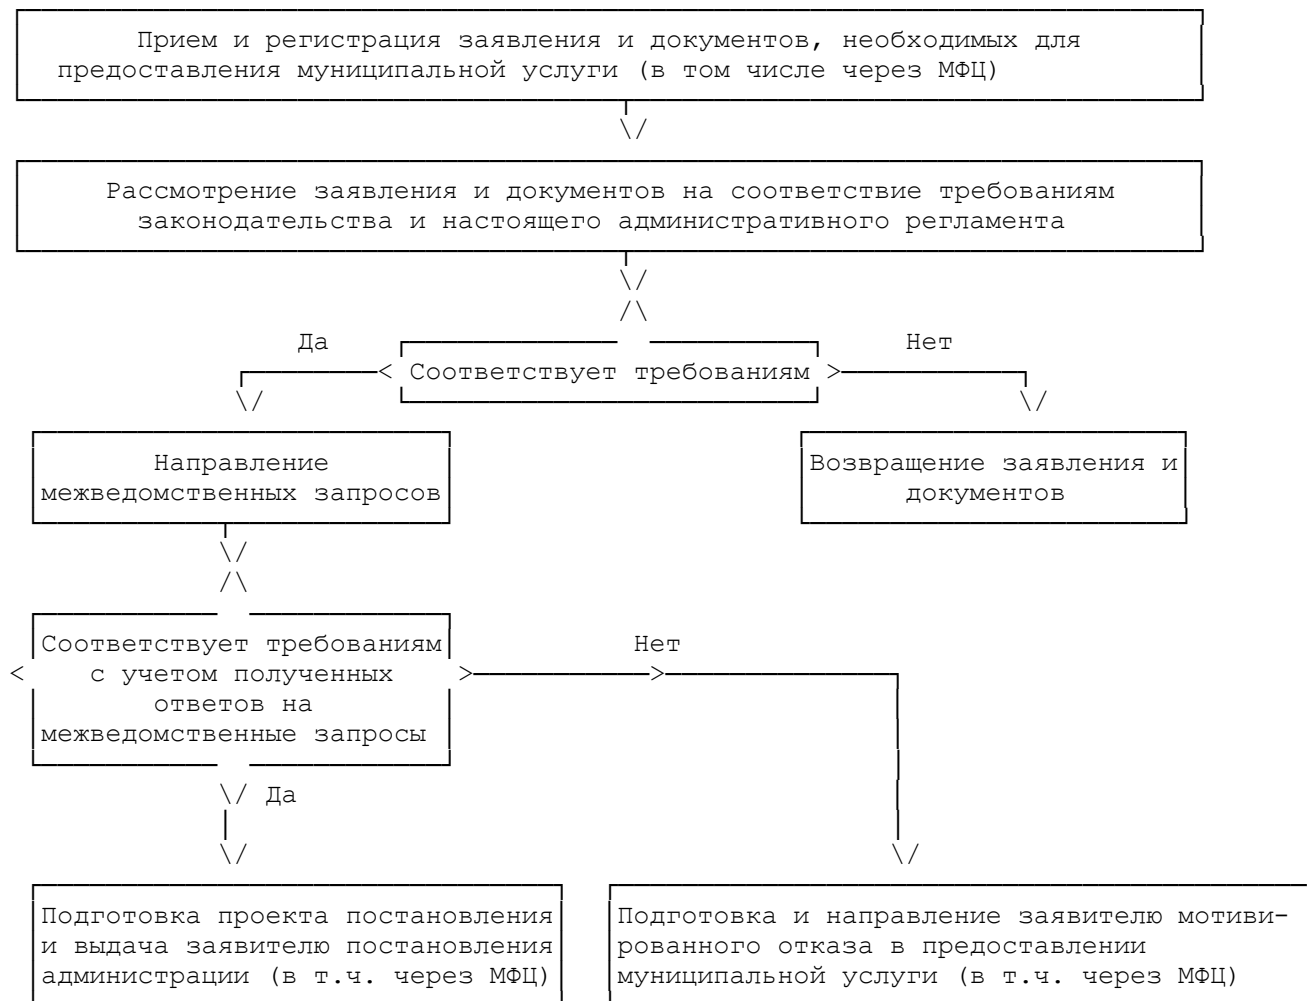 Прием и регистрация заявления и документов, необходимых для
предоставления муниципальной услуги (в том числе через МФЦ)
Рассмотрение заявления и документов на соответствие требованиям
законодательства и настоящего административного регламента
Да
Нет
Соответствует требованиям
Направление
межведомственных запросов
Возвращение заявления и
документов
Соответствует требованиям
с учетом полученных
ответов на
межведомственные запросы
Нет
Да
Подготовка проекта постановления
и выдача заявителю постановления
администрации (в т.ч. через МФЦ)
Подготовка и направление заявителю мотиви-
рованного отказа в предоставлении
муниципальной услуги (в т.ч. через МФЦ)